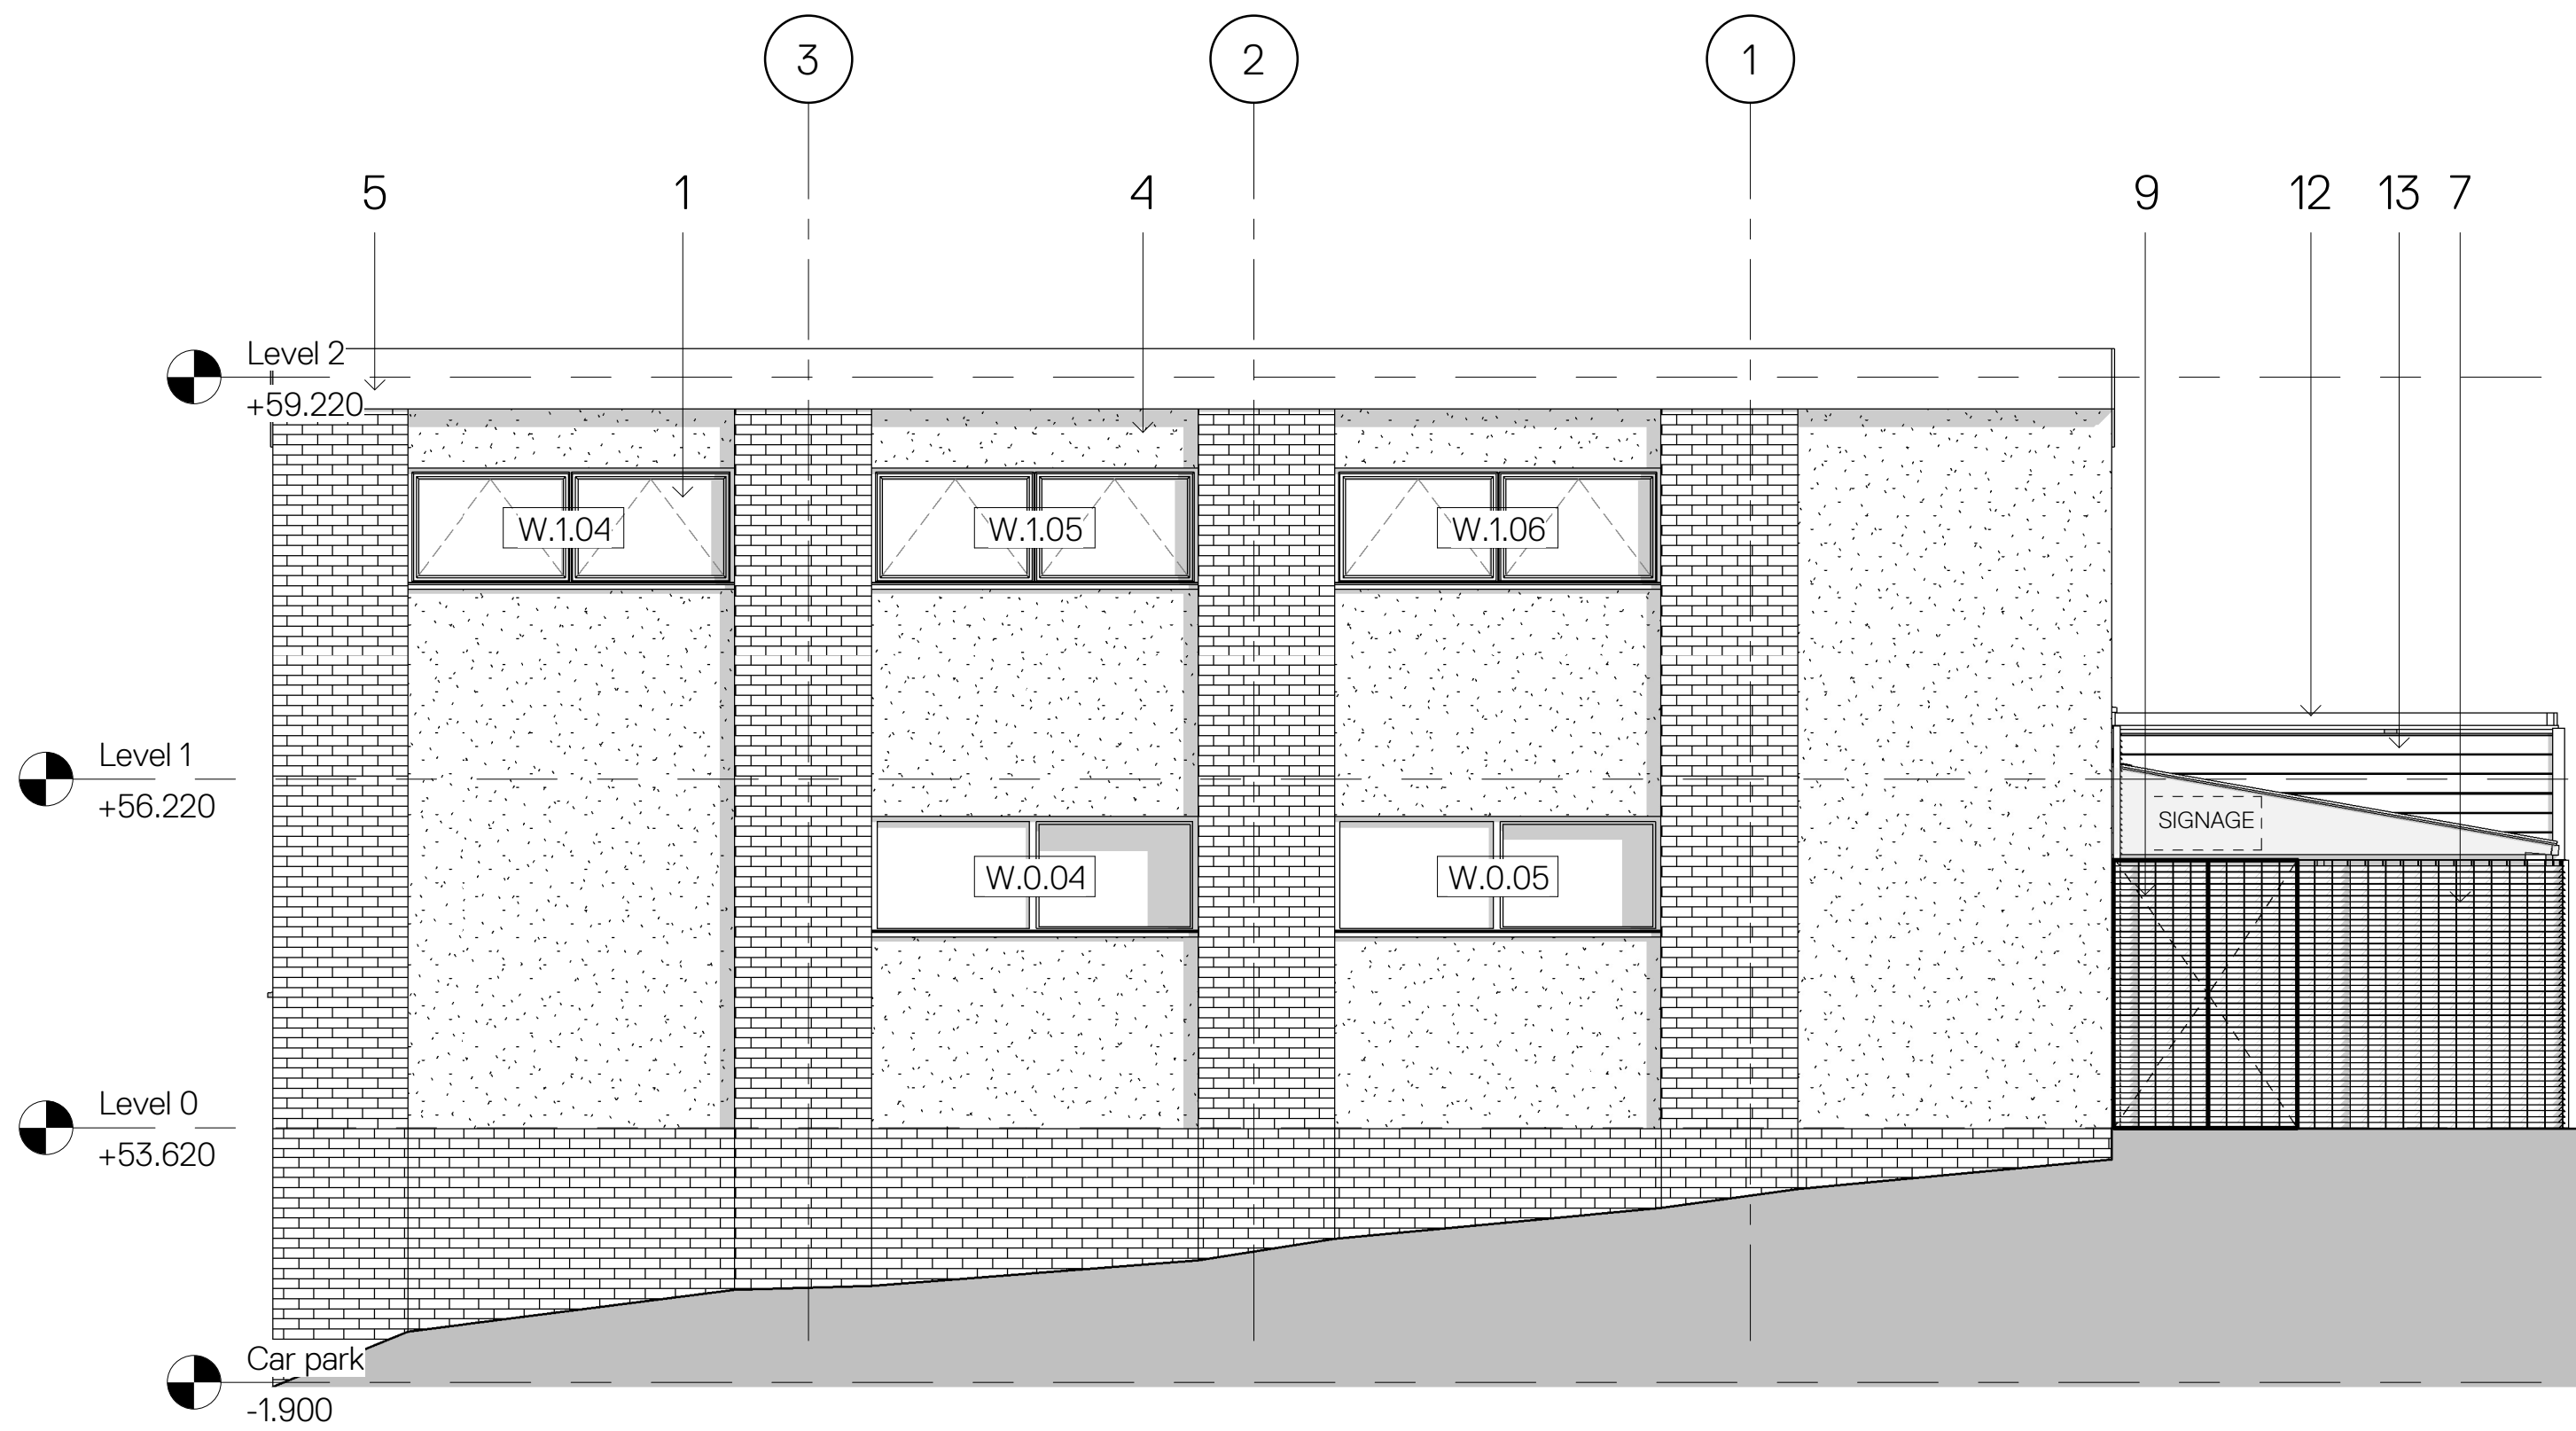 3
2
1
5
1
4
9
12
13
7
Level 2
+59.220
W.1.04
W.1.05
W.1.06
Level 1
+56.220
SIGNAGE
W.0.04
W.0.05
Level 0
+53.620
Car park
-1.900